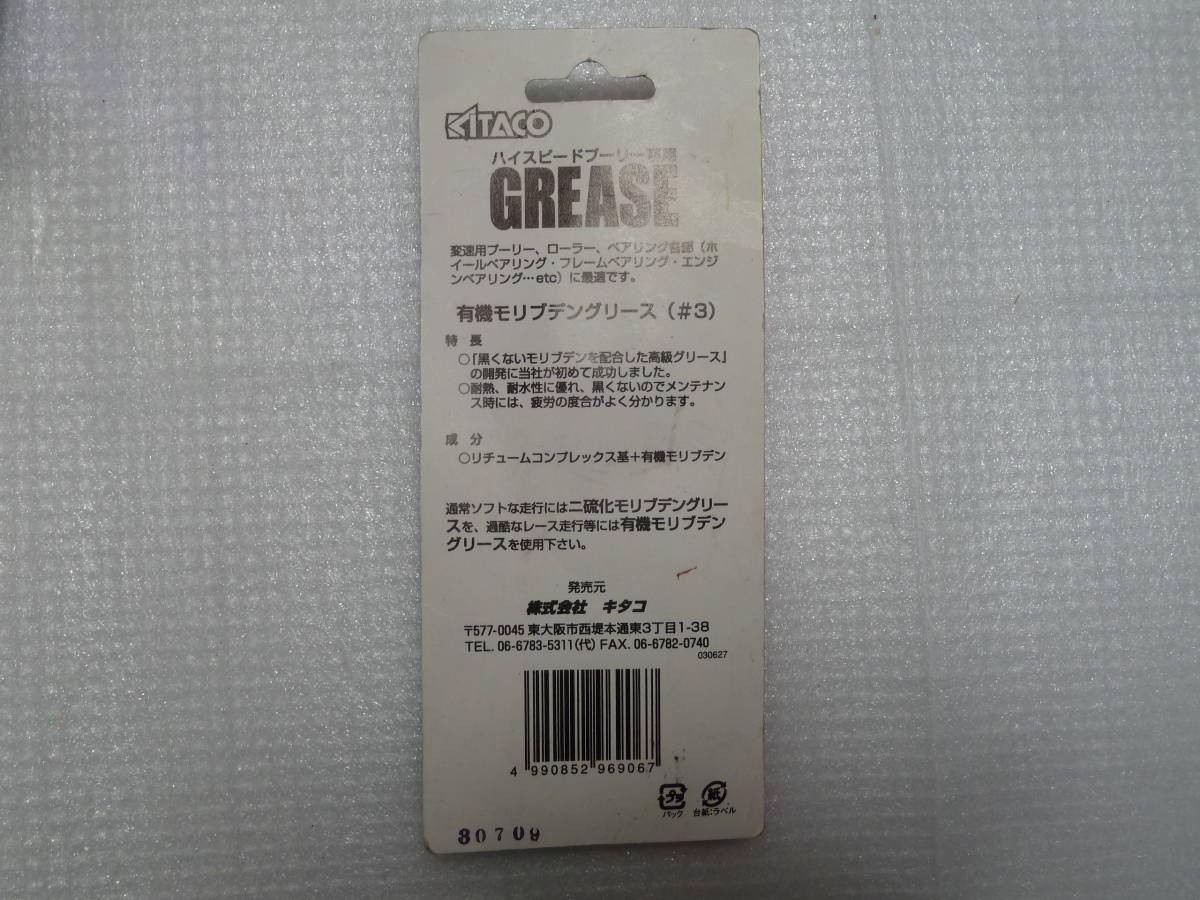 KITACO
ハイスピードプーリー専用
GREASE
変速用プーリー、ローラー、ベアリング各部（ホ
イールベアリング・フレームベアリング・エンジ
ンベアリング…etc）に最適です。
有機モリブデングリース（＃3）
特　長
○「黒くないモリブデンを配合した高級グリース」
の開発に当社が初めて成功しました。
○耐熱、耐水性に優れ、黒くないのでメンテナン
ス時には、疲労の度合がよく分かります。
成　分
○リチュームコンプレックス基＋有機モリブデン
通常ソフトな走行には二硫化モリブデングリー
スを、過酷なレース走行等には有機モリブデン
グリースを使用下さい。
発売元
株式会社　キタコ
〒577-0045 東大阪市西堤本通東3丁目1-38
TEL. 06-6783-5311(代) FAX. 06-6782-0740
030627
4 990852 969067
プラ
パック
紙
台紙:ラベル
30709